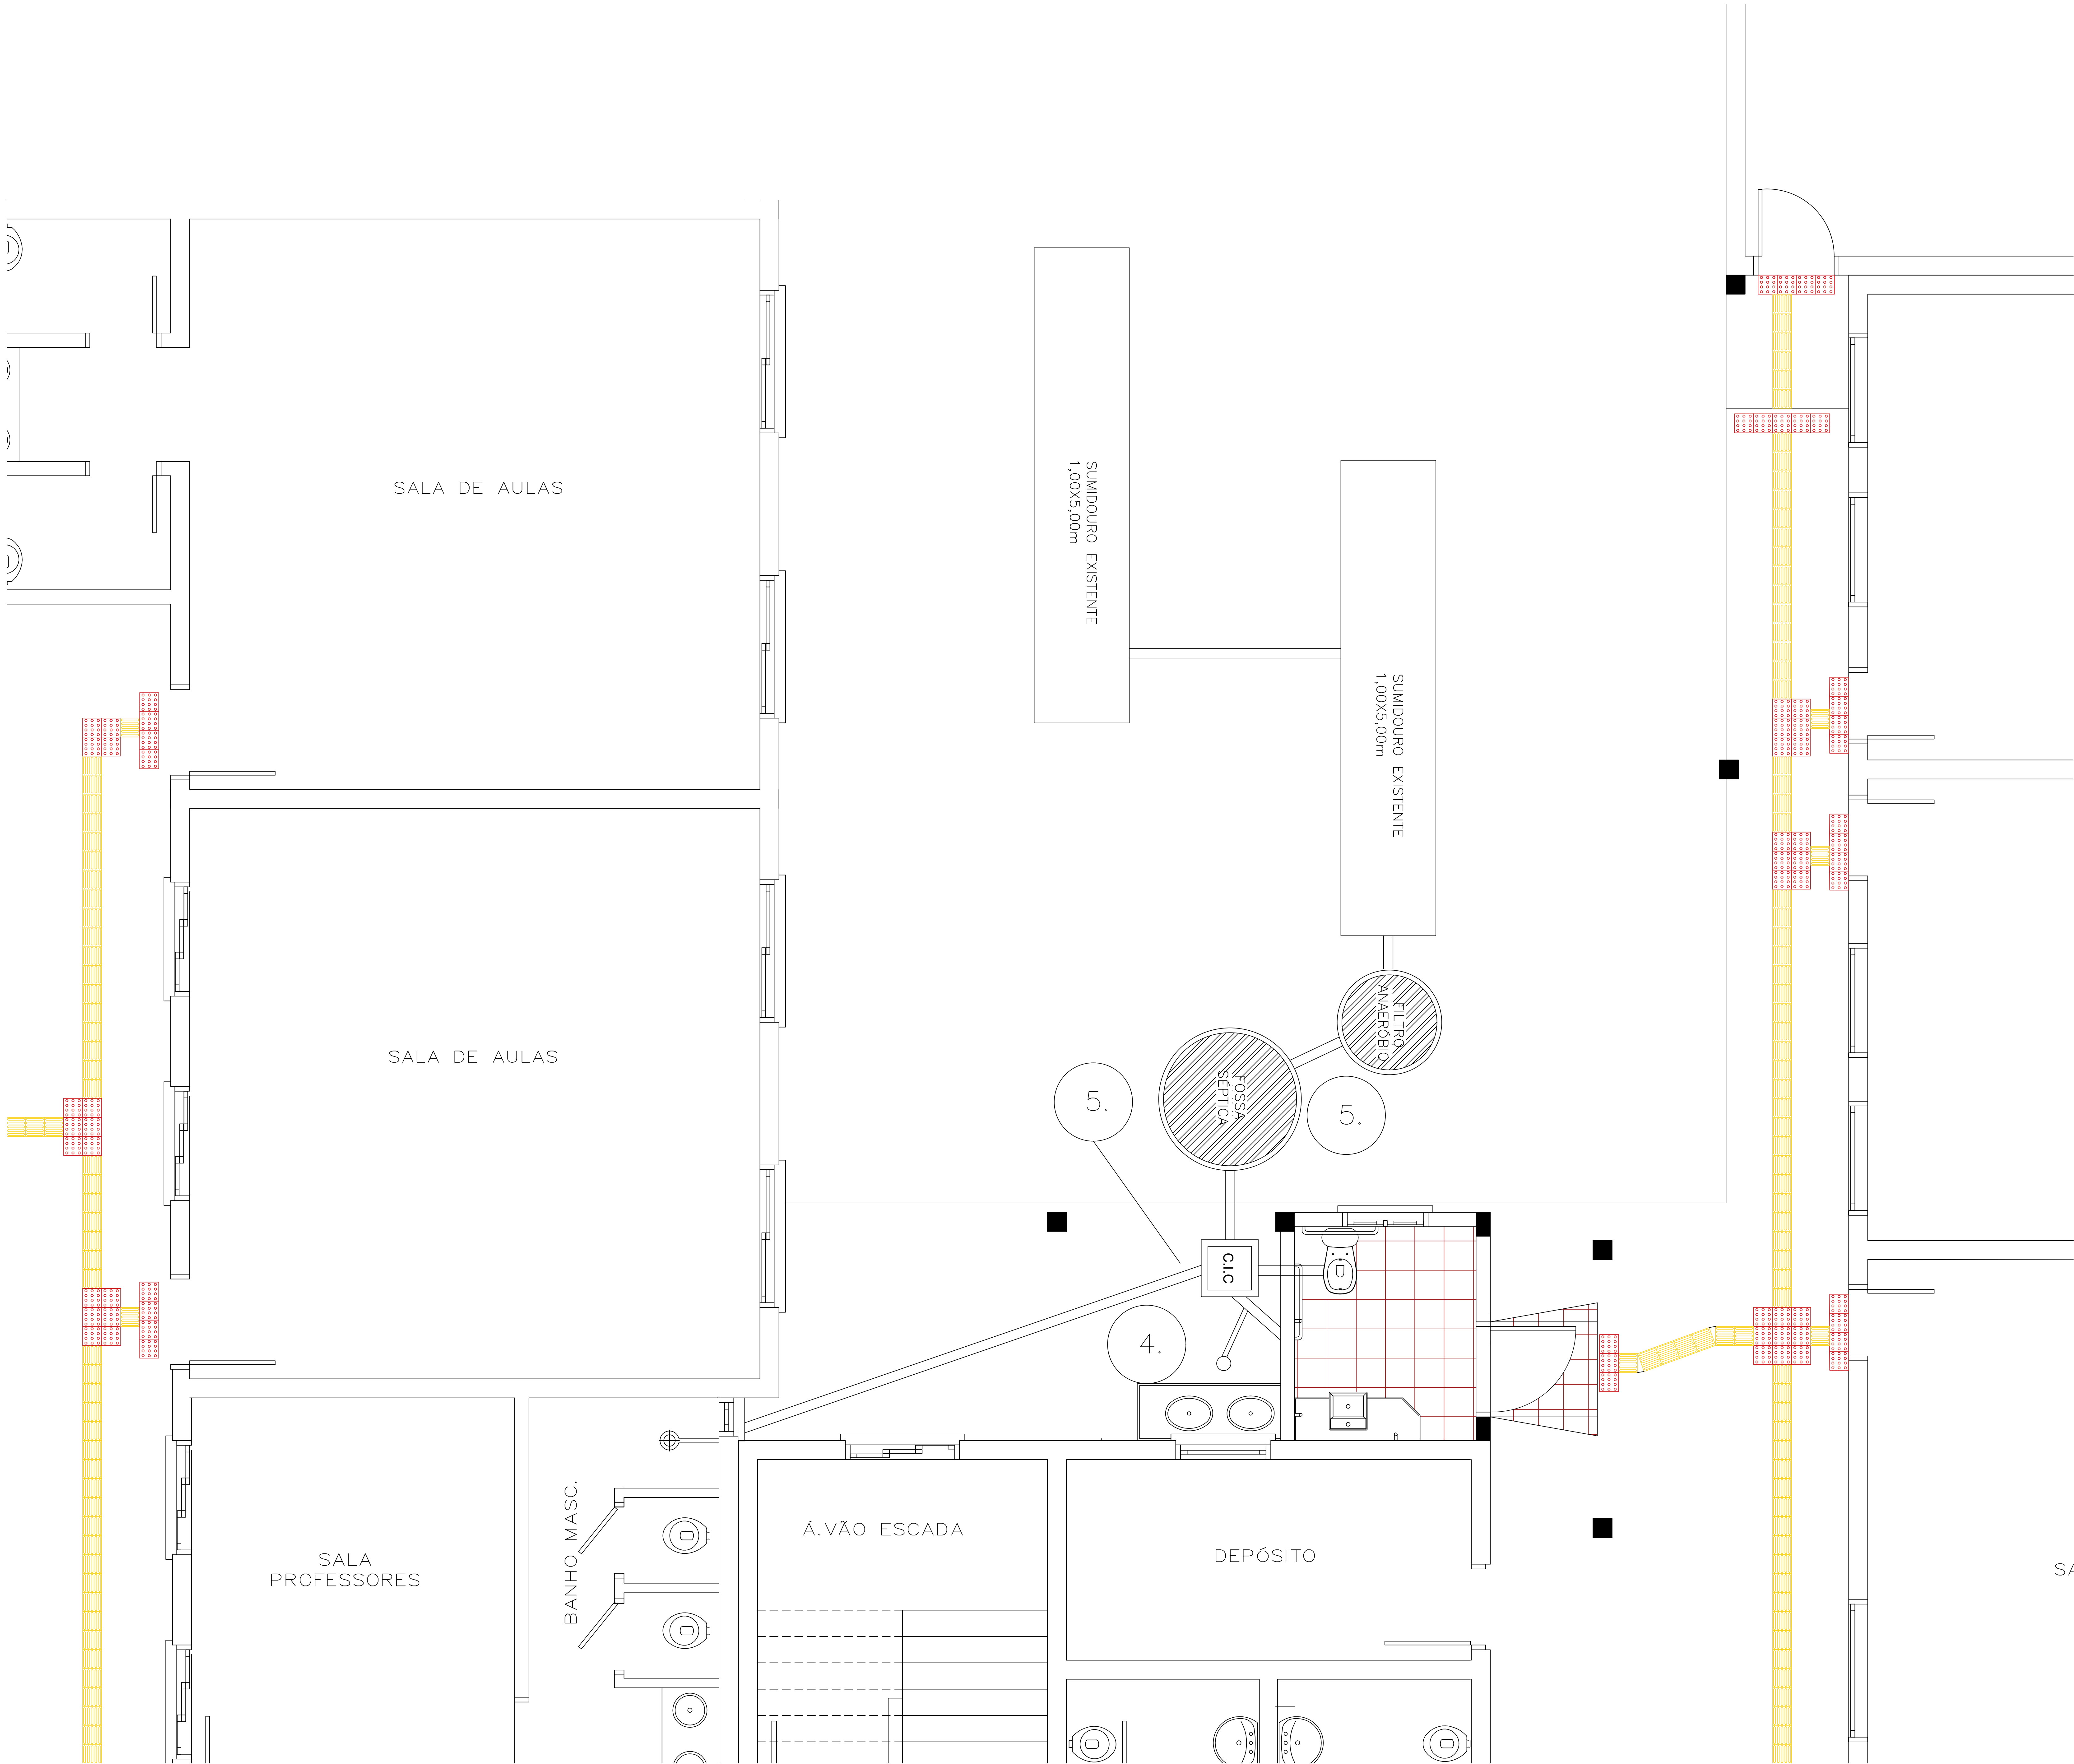 SALA DE AULAS
SUMIDOURO EXISTENTE
1,00X5,00m
SUMIDOURO EXISTENTE
1,00X5,00m
SALA DE AULAS
FILTRO
ANAERÓBIO
FOSSA
SÉPTICA
5.
5.
C.I.C
4.
BANHO MASC.
Á.VÃO ESCADA
DEPÓSITO
SALA
PROFESSORES